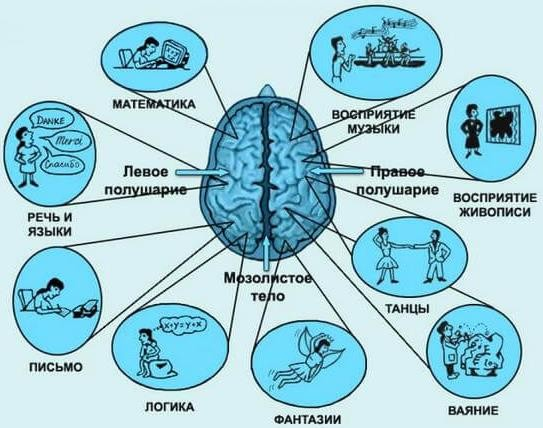 МАТЕМАТИКА
ВОСПРИЯТИЕ
МУЗЫКИ
DANKE
Merci
Спасибо
Левое
полушарие
Правое
полушарие
ВОСПРИЯТИЕ
ЖИВОПИСИ
РЕЧЬ И
ЯЗЫКИ
Мозолистое
тело
ТАНЦЫ
ПИСЬМО
x+y=y+x
ЛОГИКА
ФАНТАЗИИ
ВАЯНИЕ